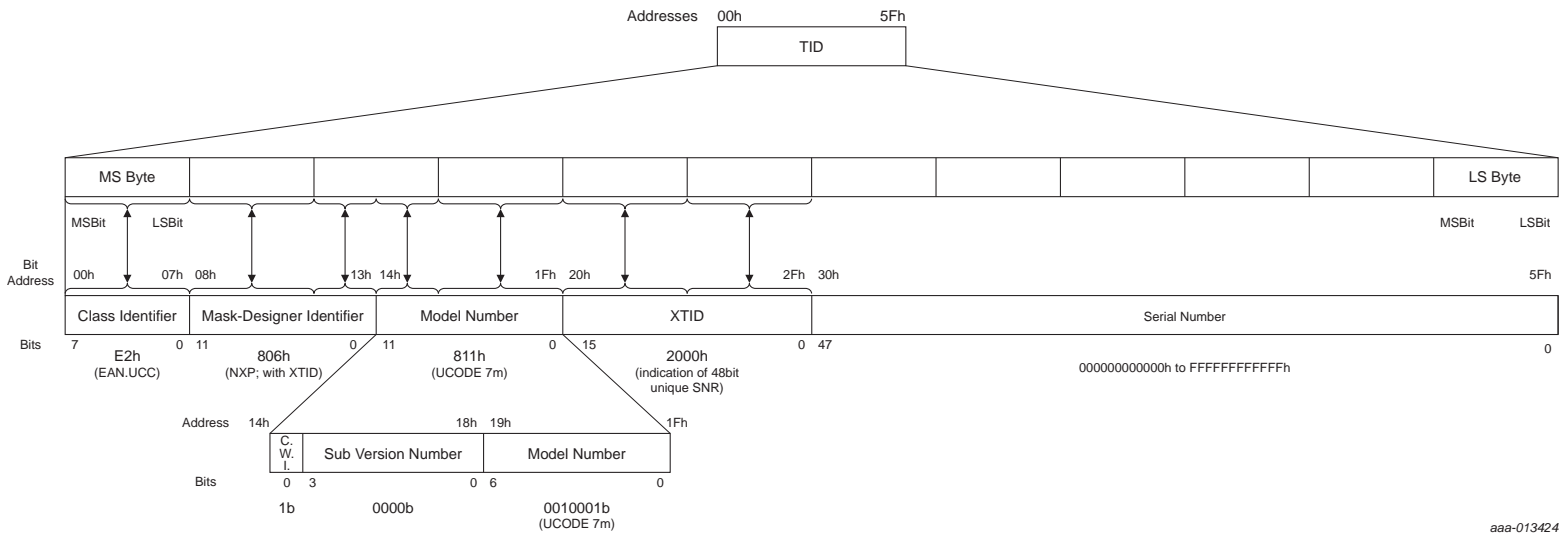 Addresses 00h 5Fh
TID
MS Byte LS Byte
MSBit LSBit MSBit LSBit
Bit
Address
00h 07h 08h 13h 14h 1Fh 20h 2Fh 30h 5Fh
Class Identifier Mask-Designer Identifier Model Number XTID Serial Number
Bits 7 0 11 0 11 0 15 0 47 0
E2h 806h 811h 2000h
(EAN.UCC) (NXP; with XTID) (UCODE 7m) (indication of 48bit
unique SNR)
000000000000h to FFFFFFFFFFFFh
Address 14h 18h 19h 1Fh
C.
W.
I.
Sub Version Number Model Number
Bits 0 3 0 6 0
1b 0000b 0010001b
(UCODE 7m)
aaa-013424